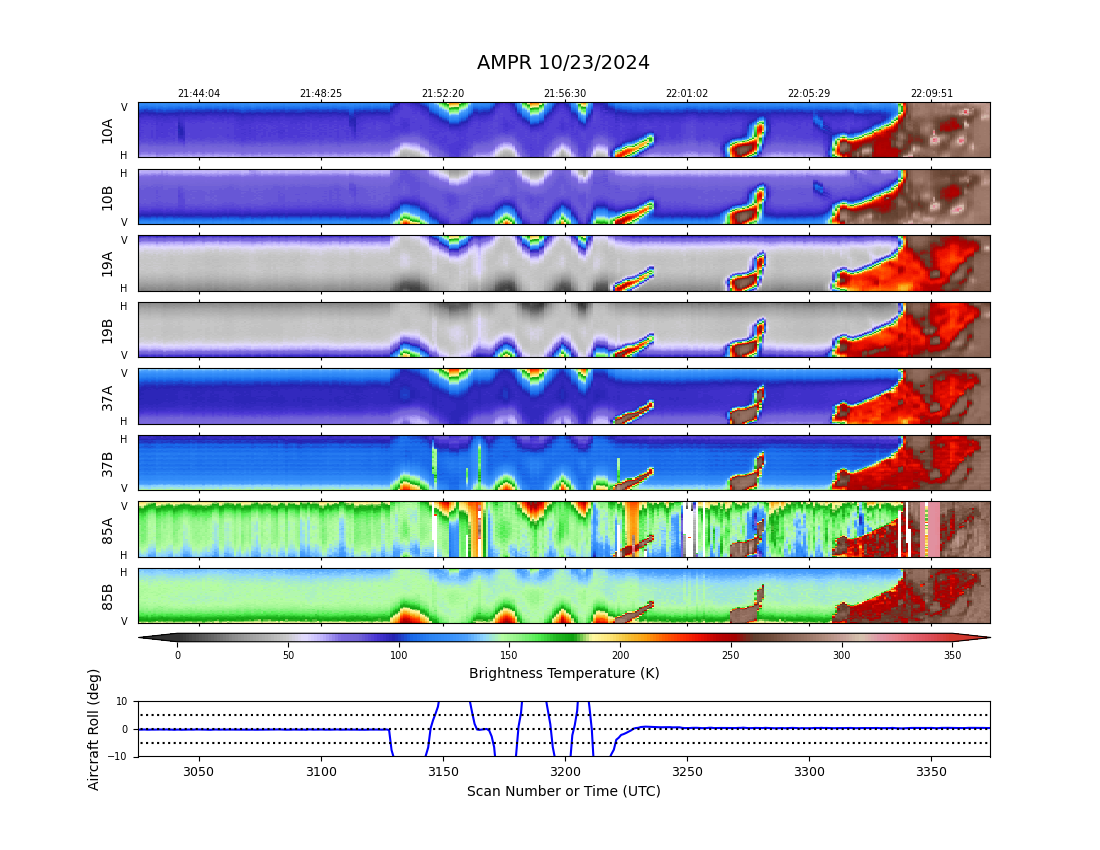 AMPR 10/23/2024
21:44:04 21:48:25 21:52:20 21:56:30 22:01:02 22:05:29 22:09:51
V
10A
H
H
10B
V
V
19A
H
H
19B
V
V
37A
H
H
37B
V
V
85A
H
H
85B
V
0 50 100 150 200 250 300 350
Brightness Temperature (K)
Aircraft Roll (deg)
10
0
−10
3050 3100 3150 3200 3250 3300 3350
Scan Number or Time (UTC)